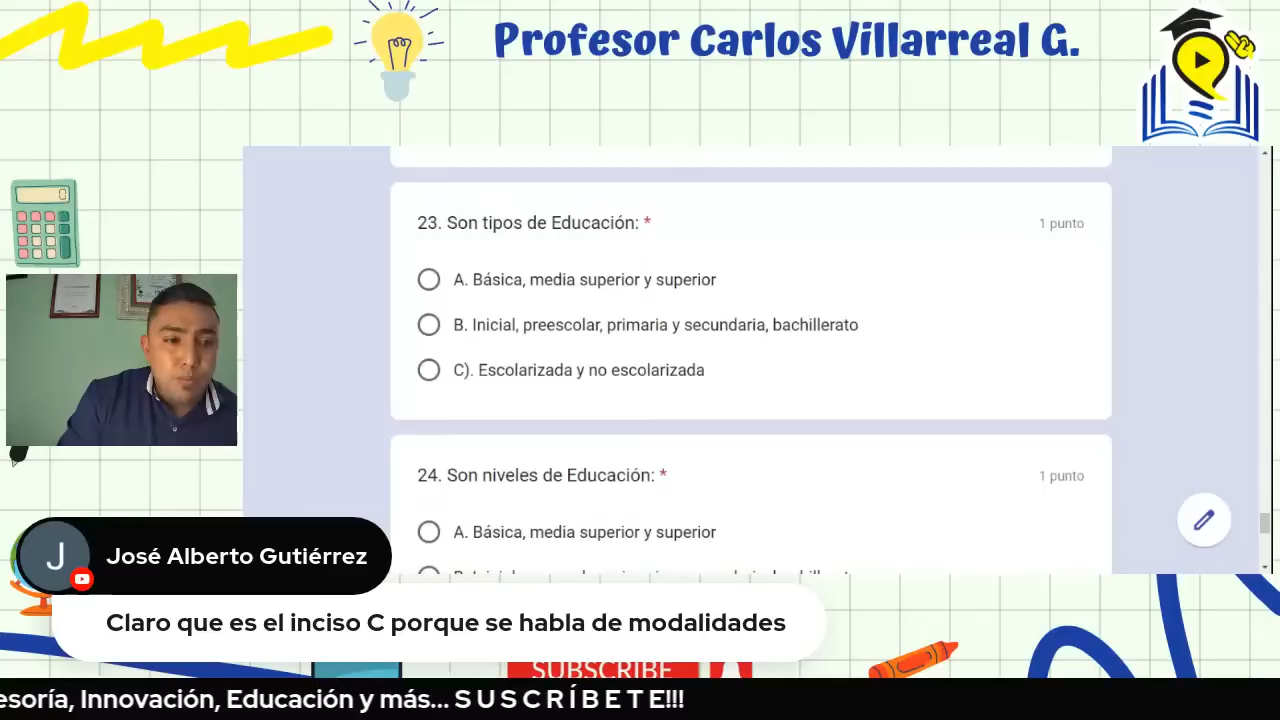 Profesor Carlos Villarreal G.
0
23. Son tipos de Educación: *
1 punto
A. Básica, media superior y superior
B. Inicial, preescolar, primaria y secundaria, bachillerato
C). Escolarizada y no escolarizada
24. Son niveles de Educación: *
1 punto
A. Básica, media superior y superior
J
José Alberto Gutiérrez
Claro que es el inciso C porque se habla de modalidades
SUBSCRIBE
esoría, Innovación, Educación y más... S U S C R Í B E T E!!!